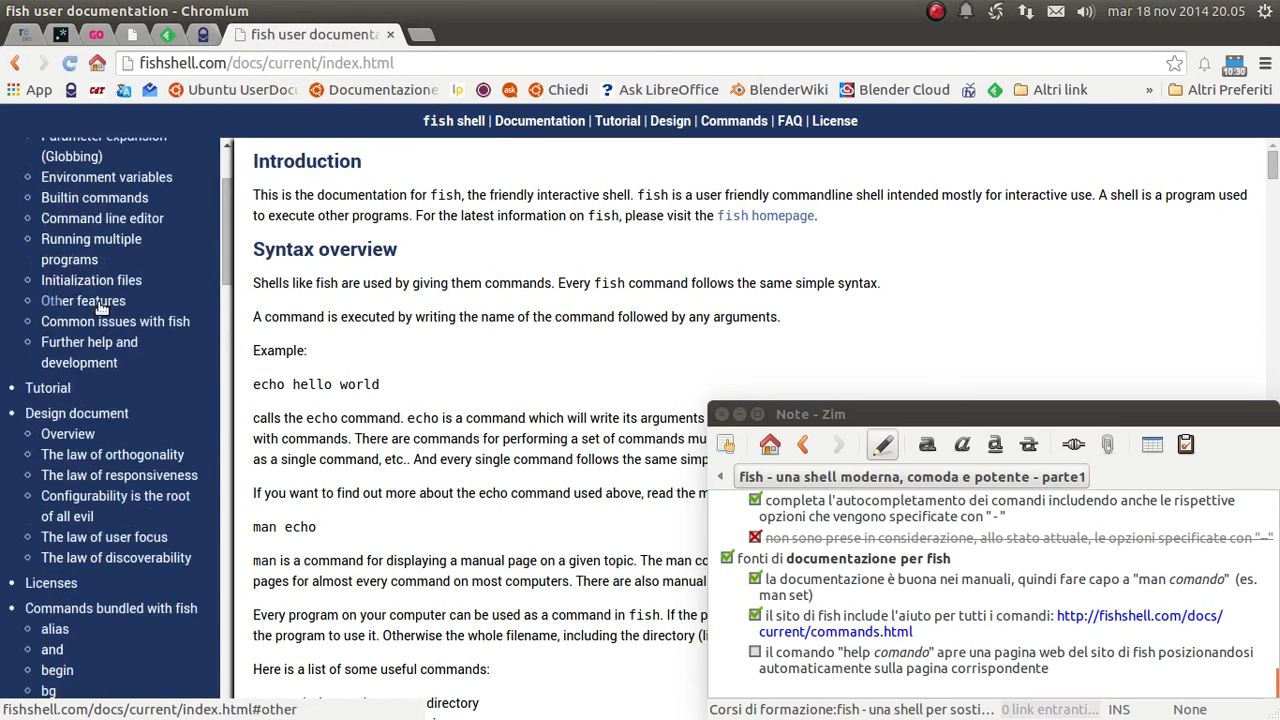 fish user documentation - Chromium
mar 18 nov 2014 20.05
GO
fish user documenta
fishshell.com/docs/current/index.html
10:30
App
CAT
Ubuntu UserDocu
Documentazione
lp
ask
Chiedi
? Ask LibreOffice
BlenderWiki
Blender Cloud
tv
Altri link
»
Altri Preferiti
fish shell | Documentation | Tutorial | Design | Commands | FAQ | License
Parameter expansion
(Globbing)
Environment variables
Builtin commands
Command line editor
Running multiple
programs
Initialization files
Other features
Common issues with fish
Further help and
development
Tutorial
Design document
Overview
The law of orthogonality
The law of responsiveness
Configurability is the root
of all evil
The law of user focus
The law of discoverability
Licenses
Commands bundled with fish
alias
and
begin
bg
fishshell.com/docs/current/index.html#other
Introduction
This is the documentation for fish, the friendly interactive shell. fish is a user friendly commandline shell intended mostly for interactive use. A shell is a program used
to execute other programs. For the latest information on fish, please visit the fish homepage.
Syntax overview
Shells like fish are used by giving them commands. Every fish command follows the same simple syntax.
A command is executed by writing the name of the command followed by any arguments.
Example:
echo hello world
calls the echo command. echo is a command which will write its arguments
with commands. There are commands for performing a set of commands mu
as a single command, etc.. And every single command follows the same simp
If you want to find out more about the echo command used above, read the m
man echo
man is a command for displaying a manual page on a given topic. The man co
pages for almost every command on most computers. There are also manual
Every program on your computer can be used as a command in fish. If the p
the program to use it. Otherwise the whole filename, including the directory (l
Here is a list of some useful commands:
directory
Note - Zim
fish - una shell moderna, comoda e potente - parte1
completa l'autocompletamento dei comandi includendo anche le rispettive
opzioni che vengono specificate con "-"
non sono prese in considerazione, allo stato attuale, le opzioni specificate con "--"
fonti di documentazione per fish
la documentazione è buona nei manuali, quindi fare capo a "man comando" (es.
man set)
il sito di fish include l'aiuto per tutti i comandi: http://fishshell.com/docs/
current/commands.html
il comando "help comando" apre una pagina web del sito di fish posizionandosi
automaticamente sulla pagina corrispondente
Corsi di formazione:fish - una shell per sosti...
0 link entranti...
INS
None